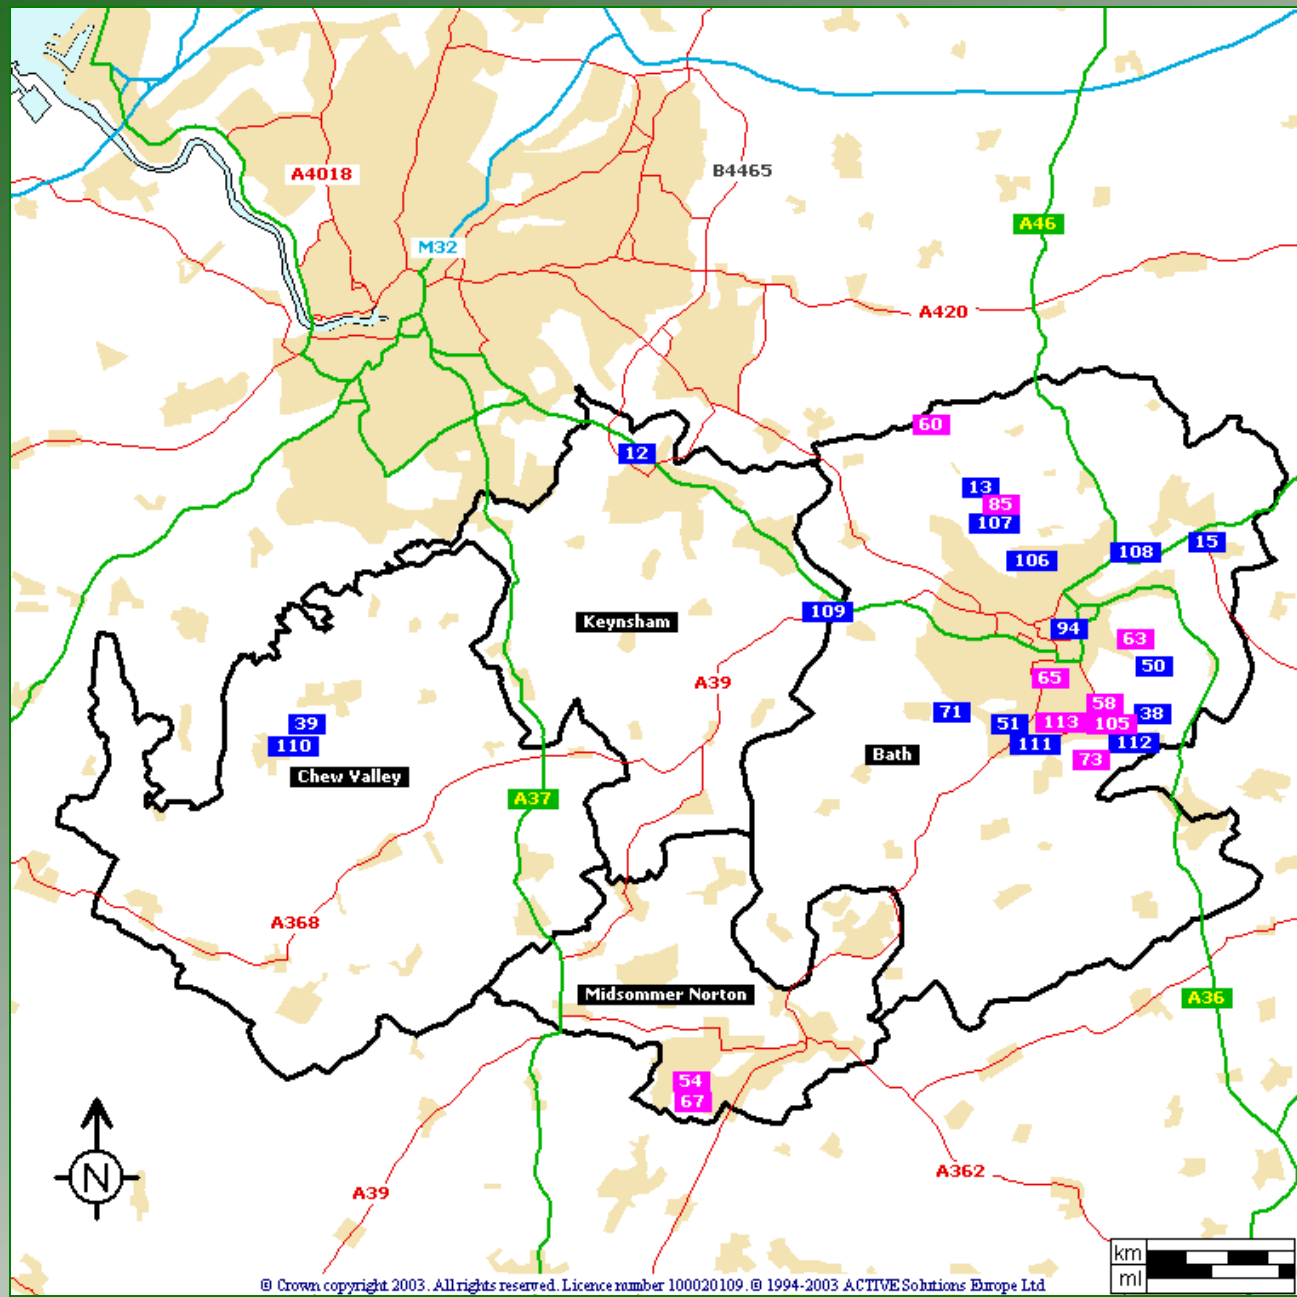 A4018
B4465
M32
A46
A420
60
12
13
85
107
108
15
106
109
Keynsham
94
63
50
A39
65
58
39
71
38
51
113
105
110
111
112
Bath
73
Chew Valley
A37
A368
Midsommer Norton
A36
54
67
N
A362
A39
km
ml
© Crown copyright 2003. All rights reserved. Licence number 100020109. © 1994-2003 ACTIVE Solutions Europe Ltd